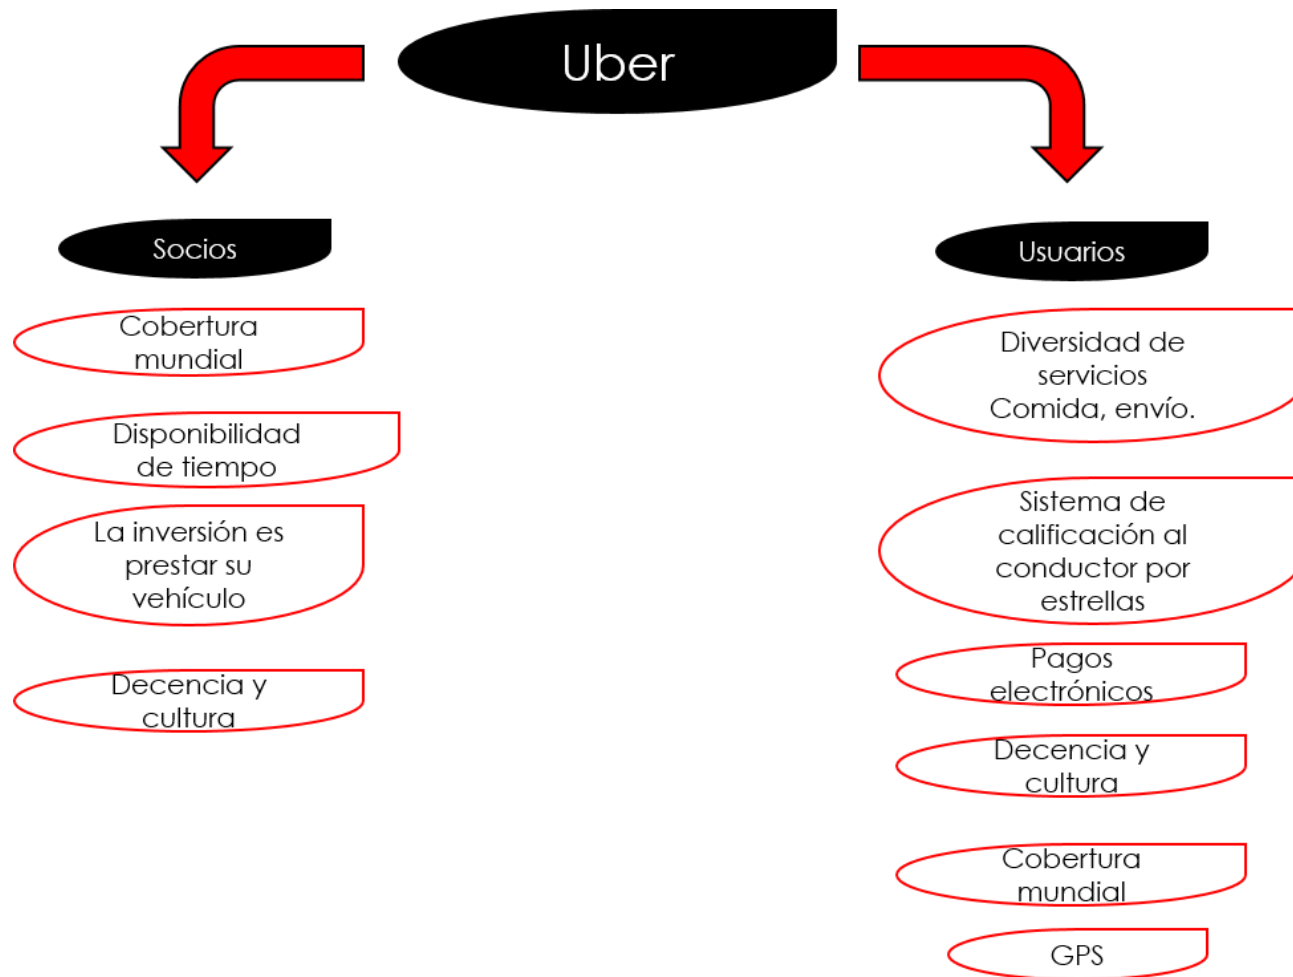 Uber
Socios
Cobertura
mundial
Disponibilidad
de tiempo
La inversión es
prestar su
vehículo
Decencia y
cultura
Usuarios
Diversidad de
servicios
Comida, envío.
Sistema de
calificación al
conductor por
estrellas
Pagos
electrónicos
Decencia y
cultura
Cobertura
mundial
GPS